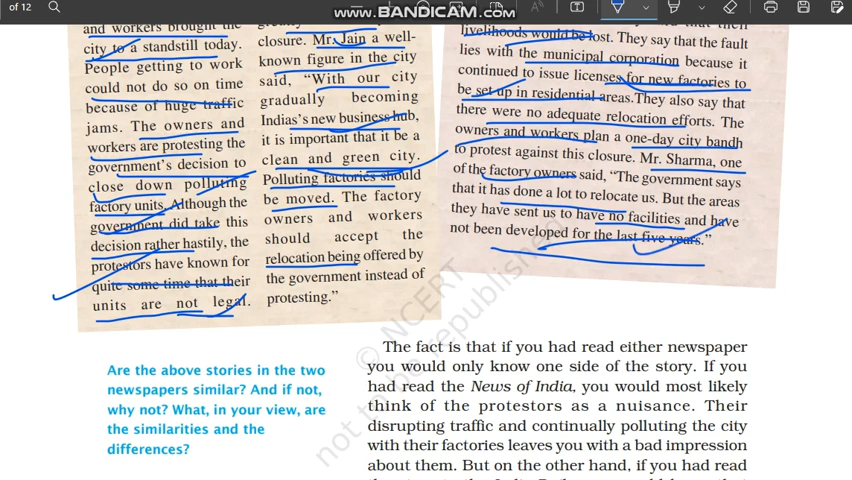 www.BANDICAM.com
of 12
and workers brought the
city to a standstill today.
People getting to work
could not do so on time
because of huge traffic
jams. The owners and
workers are protesting the
government's decision to
close down polluting
factory units. Although the
government did take this
decision rather hastily, the
protestors have known for
quite some time that their
units are not legal.
closure. Mr. Jain a well-
known figure in the city
said, “With our city
gradually becoming
Indias's new business hub,
it is important that it be a
clean and green city.
Polluting factories should
be moved. The factory
owners and workers
should accept the
relocation being offered by
the government instead of
protesting.”
livelihoods would be lost. They say that the fault
lies with the municipal corporation because it
continued to issue licenses for new factories to
be set up in residential areas.They also say that
there were no adequate relocation efforts. The
owners and workers plan a one-day city bandh
to protest against this closure. Mr. Sharma, one
of the factory owners said, “The government says
that it has done a lot to relocate us. But the areas
they have sent us to have no facilities and have
not been developed for the last five years.”
© NCERT
not to be republished
Are the above stories in the two
newspapers similar? And if not,
why not? What, in your view, are
the similarities and the
differences?
The fact is that if you had read either newspaper
you would only know one side of the story. If you
had read the News of India, you would most likely
think of the protestors as a nuisance. Their
disrupting traffic and continually polluting the city
with their factories leaves you with a bad impression
about them. But on the other hand, if you had read